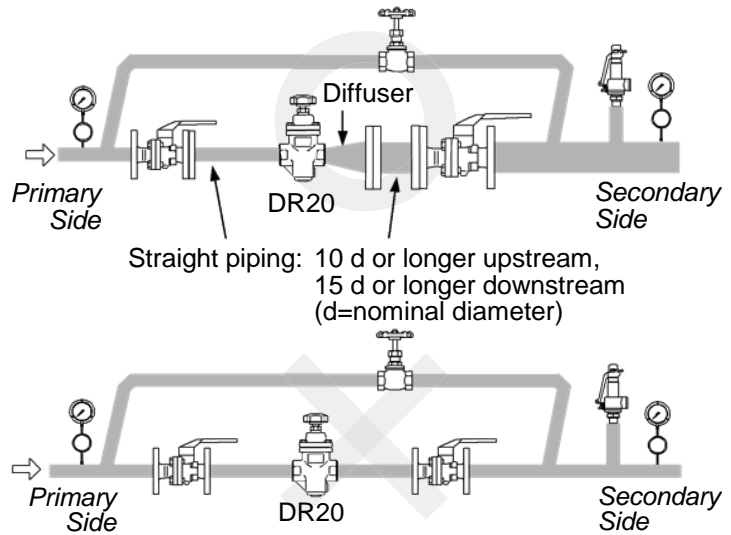 Diffuser
Primary
Side
DR20
Secondary
Side
Straight piping: 10 d or longer upstream,
15 d or longer downstream
(d=nominal diameter)
Primary
Side
DR20
Secondary
Side